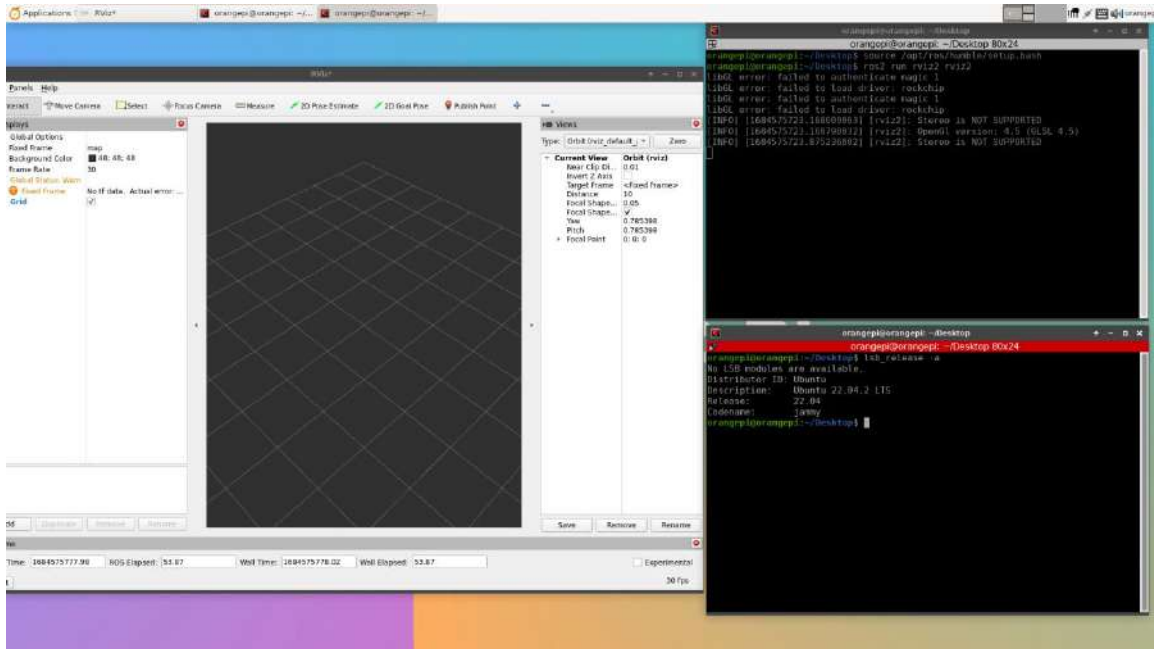 Applications
RViz*
orangepi@orangepi: ~/...
orangepi@orangepi: ~/...
RViz*
Panels Help
Interact Move Camera Select Focus Camera Measure 2D Pose Estimate 2D Goal Pose Publish Point
Displays
Global Options
Fixed Frame map
Background Color 48; 48; 48
Frame Rate 30
Global Status: Warn
Fixed Frame No tf data. Actual error: ...
Grid
Add Duplicate Remove Rename
Views
Type: Orbit (rviz_default_ Zero
Current View Orbit (rviz)
Near Clip Di... 0.01
Invert Z Axis
Target Frame <Fixed Frame>
Distance 10
Focal Shape... 0.05
Focal Shape...
Yaw 0.785398
Pitch 0.785398
Focal Point 0; 0; 0
Save Remove Rename
Time: 1684575777.98 ROS Elapsed: 53.87 Wall Time: 1684575778.02 Wall Elapsed: 53.87 Experimental
30 fps
orangepi@orangepi: ~/Desktop
orangepi@orangepi: ~/Desktop 80x24
orangepi@orangepi:~/Desktop$ source /opt/ros/humble/setup.bash
orangepi@orangepi:~/Desktop$ ros2 run rviz2 rviz2
libGL error: failed to authenticate magic 1
libGL error: failed to load driver: rockchip
libGL error: failed to authenticate magic 1
libGL error: failed to load driver: rockchip
[rviz2]: Stereo is NOT SUPPORTED
[rviz2]: OpenGl version: 4.5 (GLSL 4.5)
[rviz2]: Stereo is NOT SUPPORTED
orangepi@orangepi: ~/Desktop
orangepi@orangepi: ~/Desktop 80x24
orangepi@orangepi:~/Desktop$ lsb_release -a
No LSB modules are available.
Distributor ID: Ubuntu
Description: Ubuntu 22.04.2 LTS
Release: 22.04
Codename: jammy
orangepi@orangepi:~/Desktop$